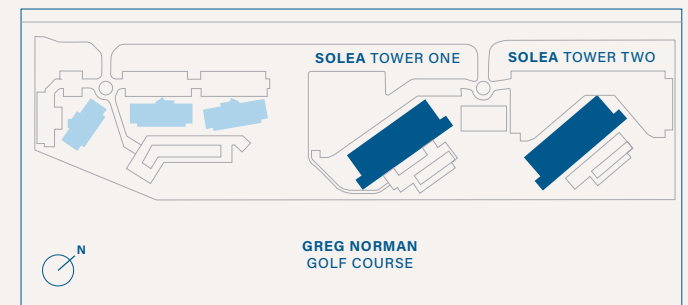 SOLEA TOWER ONE
SOLEA TOWER TWO
N
GREG NORMAN
GOLF COURSE